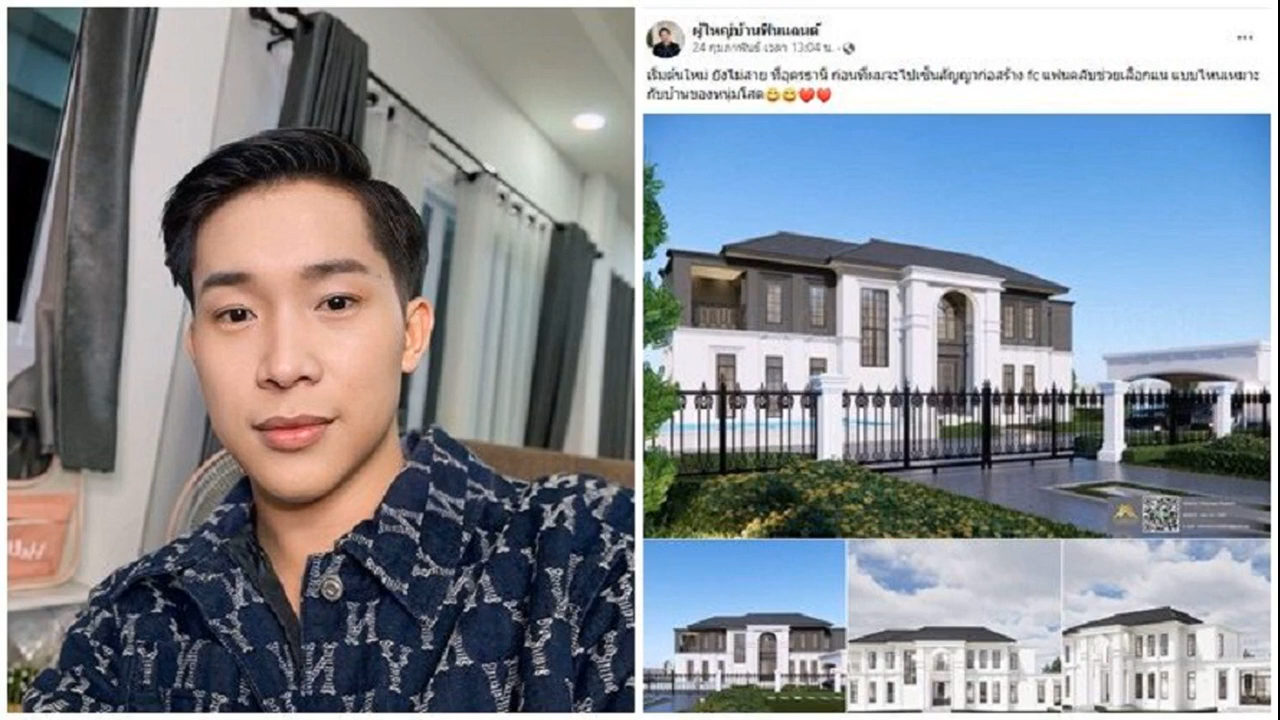 ผู้ใหญ่บ้านฟินแลนด์
24 กุมภาพันธ์ เวลา 13:04 น.
เริ่มต้นใหม่ ยังไม่สาย ที่อุดรธานี ก่อนที่ผมจะไปเซ็นสัญญาก่อสร้าง fc แฟนคลับช่วยเลือกแน แบบไหนเหมาะ
กับบ้านของหนุ่มโสด😅😅❤️❤️